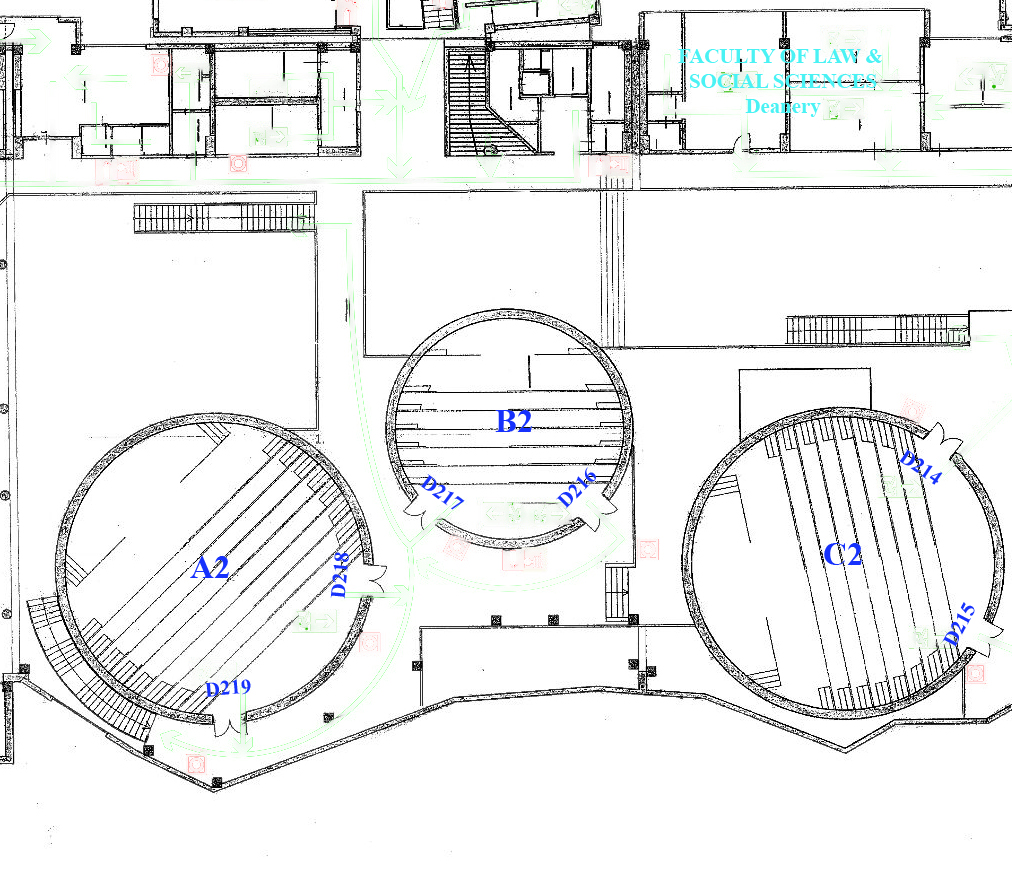 FACULTY OF LAW &
SOCIAL SCIENCES
Deanery
B2
D214
D217
D216
C2
A2
D218
D215
D219